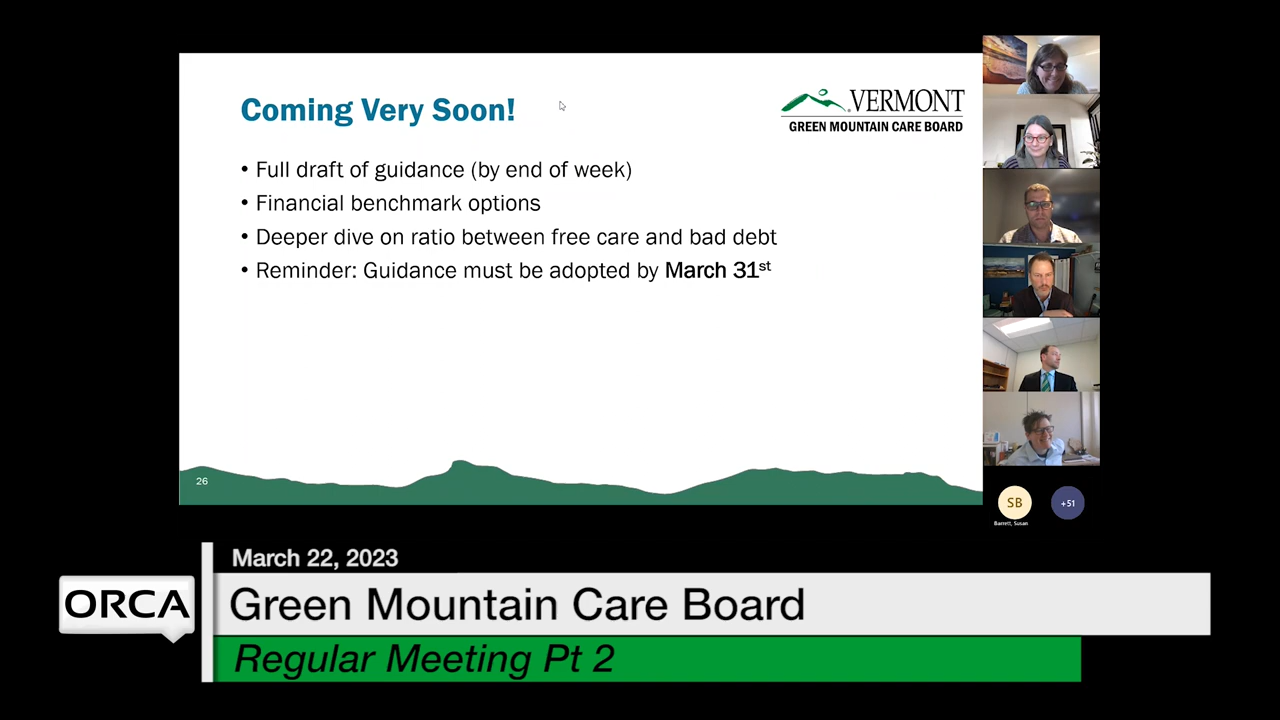 Coming Very Soon!
VERMONT
GREEN MOUNTAIN CARE BOARD
• Full draft of guidance (by end of week)
• Financial benchmark options
• Deeper dive on ratio between free care and bad debt
• Reminder: Guidance must be adopted by March 31st
26
SB
+51
Barrett, Susan
March 22, 2023
ORCA
Green Mountain Care Board
Regular Meeting Pt 2